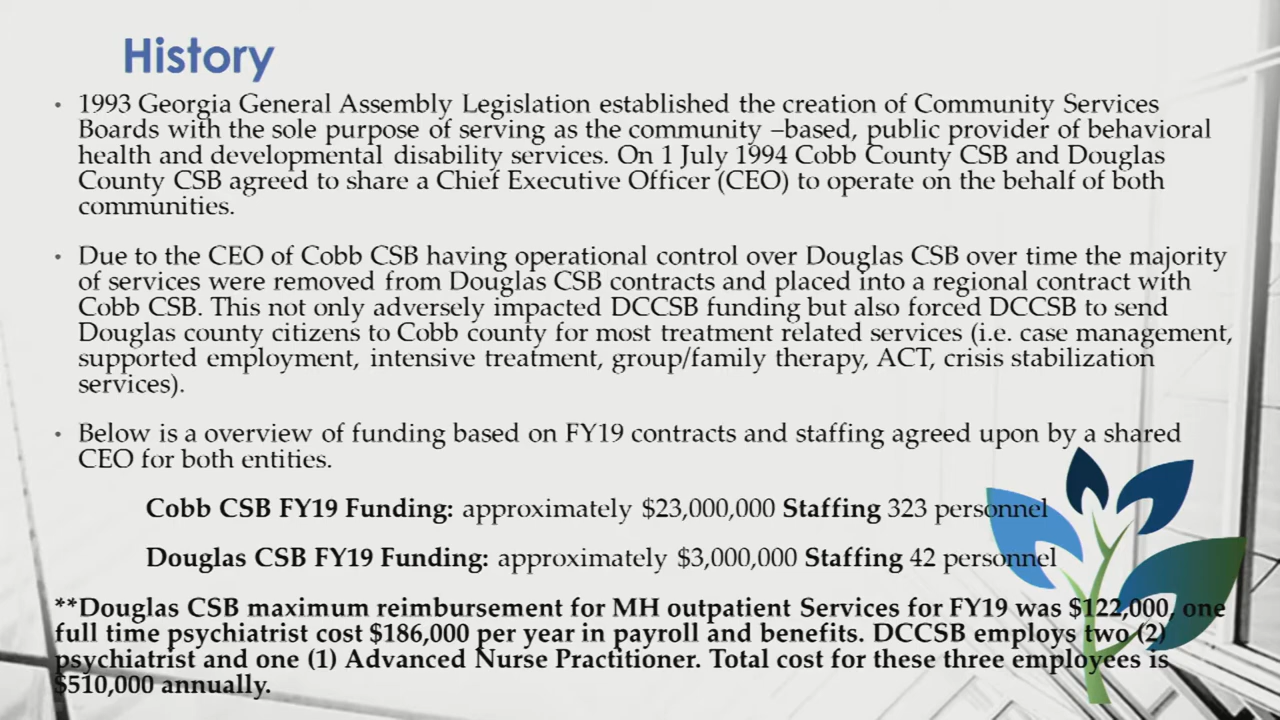 History
• 1993 Georgia General Assembly Legislation established the creation of Community Services
Boards with the sole purpose of serving as the community –based, public provider of behavioral
health and developmental disability services. On 1 July 1994 Cobb County CSB and Douglas
County CSB agreed to share a Chief Executive Officer (CEO) to operate on the behalf of both
communities.
• Due to the CEO of Cobb CSB having operational control over Douglas CSB over time the majority
of services were removed from Douglas CSB contracts and placed into a regional contract with
Cobb CSB. This not only adversely impacted DCCSB funding but also forced DCCSB to send
Douglas county citizens to Cobb county for most treatment related services (i.e. case management,
supported employment, intensive treatment, group/family therapy, ACT, crisis stabilization
services).
• Below is a overview of funding based on FY19 contracts and staffing agreed upon by a shared
CEO for both entities.
Cobb CSB FY19 Funding: approximately $23,000,000 Staffing 323 personnel
Douglas CSB FY19 Funding: approximately $3,000,000 Staffing 42 personnel
**Douglas CSB maximum reimbursement for MH outpatient Services for FY19 was $122,000, one
full time psychiatrist cost $186,000 per year in payroll and benefits. DCCSB employs two (2)
psychiatrist and one (1) Advanced Nurse Practitioner. Total cost for these three employees is
$510,000 annually.